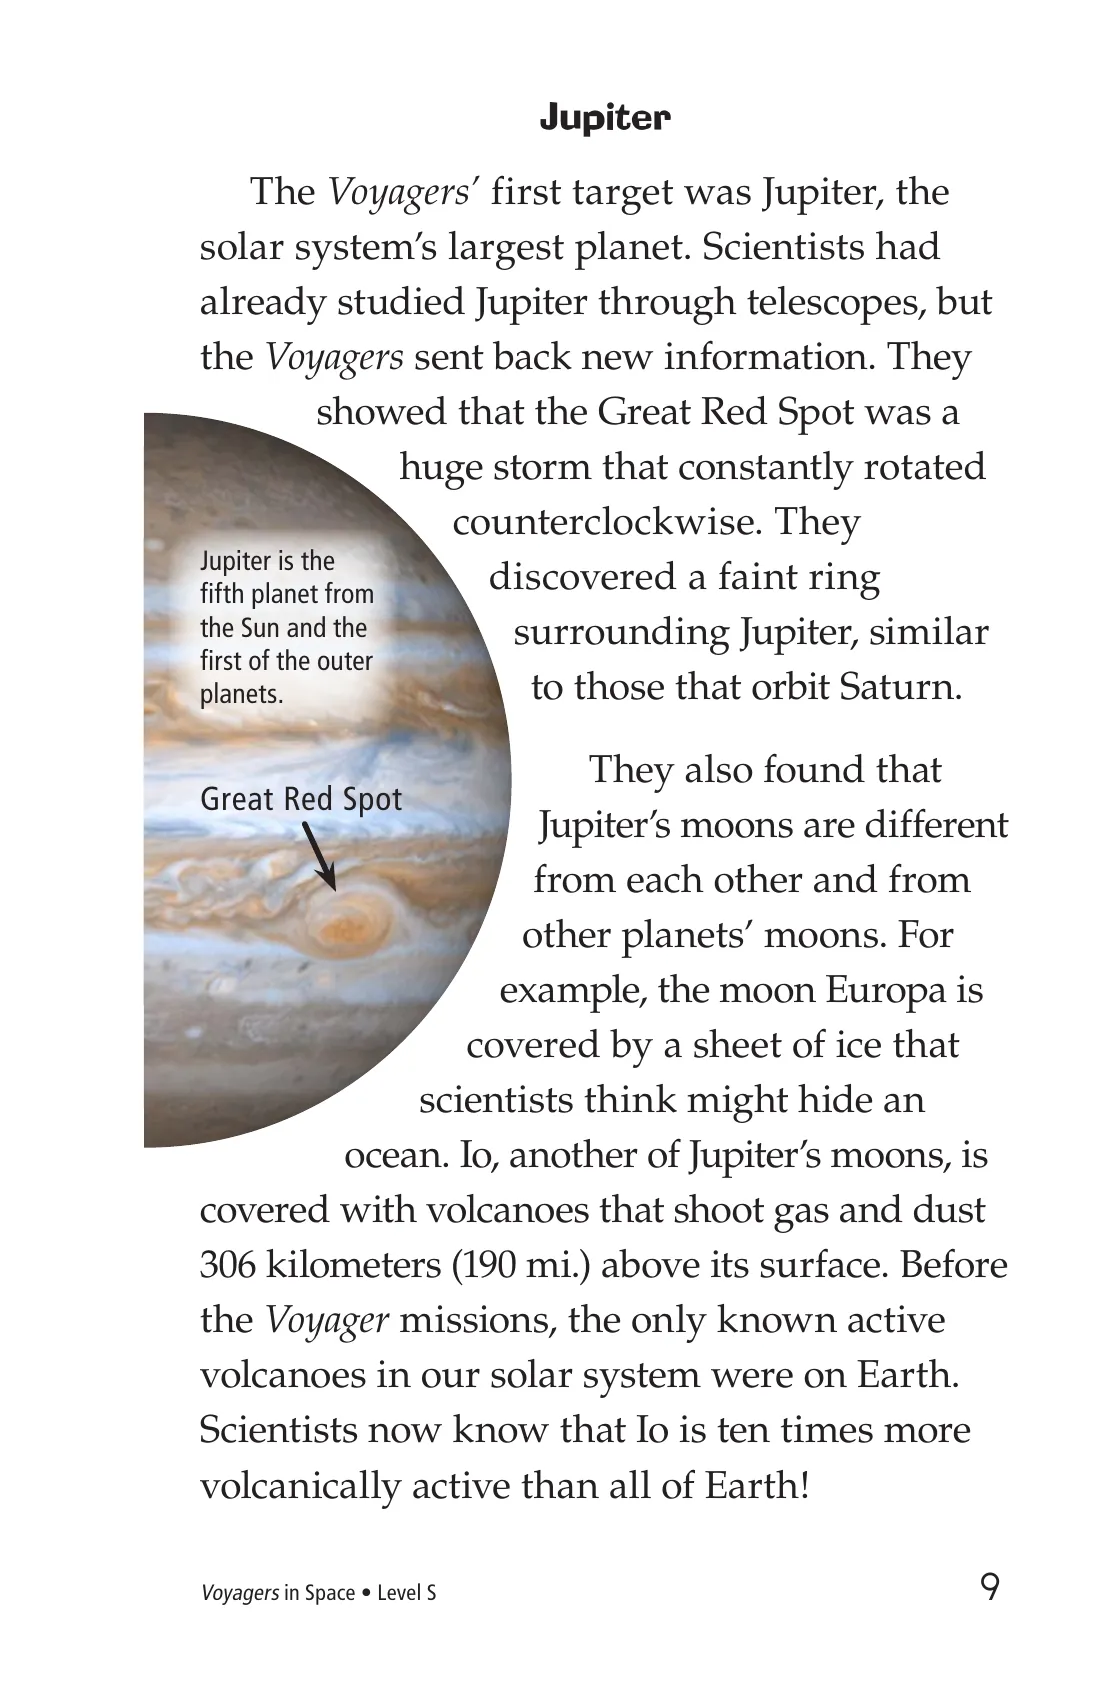 Jupiter
The Voyagers’ first target was Jupiter, the
solar system’s largest planet. Scientists had
already studied Jupiter through telescopes, but
the Voyagers sent back new information. They
showed that the Great Red Spot was a
huge storm that constantly rotated
counterclockwise. They
discovered a faint ring
surrounding Jupiter, similar
to those that orbit Saturn.
Jupiter is the
fifth planet from
the Sun and the
first of the outer
planets.
Great Red Spot
They also found that
Jupiter’s moons are different
from each other and from
other planets’ moons. For
example, the moon Europa is
covered by a sheet of ice that
scientists think might hide an
ocean. Io, another of Jupiter’s moons, is
covered with volcanoes that shoot gas and dust
306 kilometers (190 mi.) above its surface. Before
the Voyager missions, the only known active
volcanoes in our solar system were on Earth.
Scientists now know that Io is ten times more
volcanically active than all of Earth!
Voyagers in Space • Level S
9